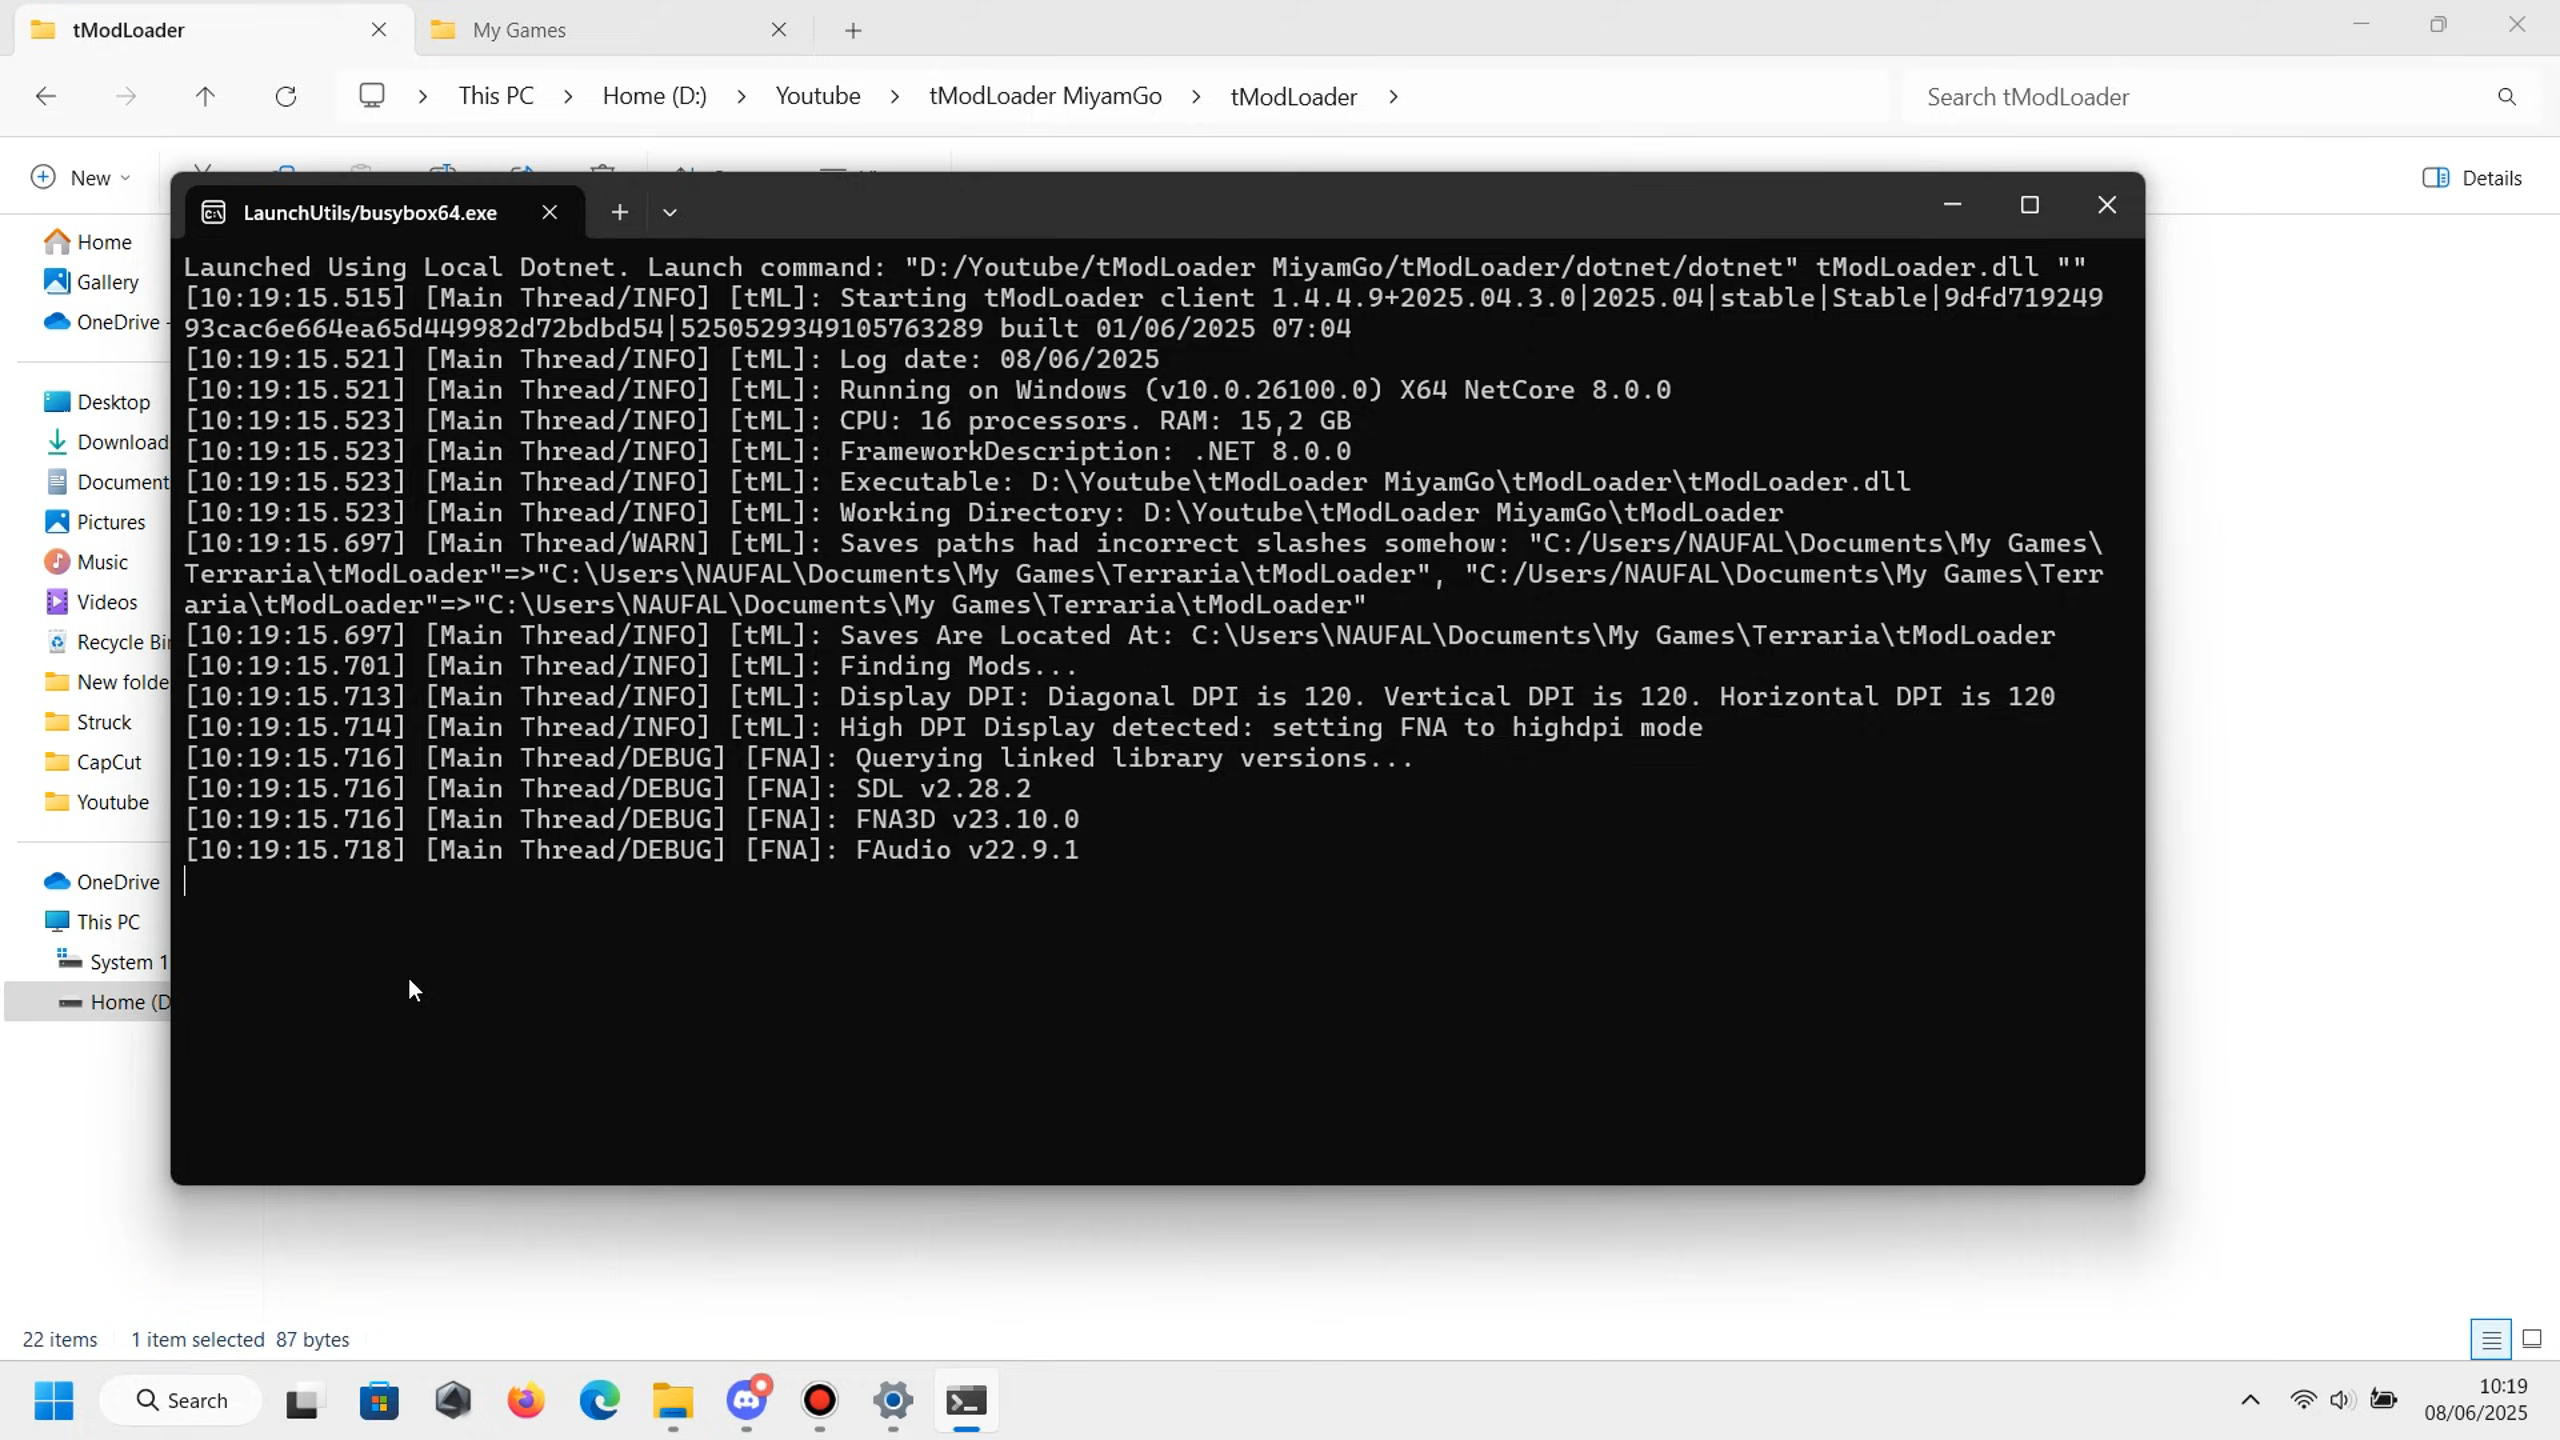 tModLoader
My Games
This PC > Home (D:) > Youtube > tModLoader MiyamGo > tModLoader >
Search tModLoader
New
Details
LaunchUtils/busybox64.exe
Home
Gallery
OneDrive -
Desktop
Download
Document
Pictures
Music
Videos
Recycle Bi
New folde
Struck
CapCut
Youtube
OneDrive
This PC
System 1
Home (D
Launched Using Local Dotnet. Launch command: "D:/Youtube/tModLoader MiyamGo/tModLoader/dotnet/dotnet" tModLoader.dll ""
[10:19:15.515] [Main Thread/INFO] [tML]: Starting tModLoader client 1.4.4.9+2025.04.3.0|2025.04|stable|Stable|9dfd719249
93cac6e664ea65d449982d72bdbd54|5250529349105763289 built 01/06/2025 07:04
[10:19:15.521] [Main Thread/INFO] [tML]: Log date: 08/06/2025
[10:19:15.521] [Main Thread/INFO] [tML]: Running on Windows (v10.0.26100.0) X64 NetCore 8.0.0
[10:19:15.523] [Main Thread/INFO] [tML]: CPU: 16 processors. RAM: 15,2 GB
[10:19:15.523] [Main Thread/INFO] [tML]: FrameworkDescription: .NET 8.0.0
[10:19:15.523] [Main Thread/INFO] [tML]: Executable: D:\Youtube\tModLoader MiyamGo\tModLoader\tModLoader.dll
[10:19:15.523] [Main Thread/INFO] [tML]: Working Directory: D:\Youtube\tModLoader MiyamGo\tModLoader
[10:19:15.697] [Main Thread/WARN] [tML]: Saves paths had incorrect slashes somehow: "C:/Users/NAUFAL\Documents\My Games\
Terraria\tModLoader"=>"C:\Users\NAUFAL\Documents\My Games\Terraria\tModLoader", "C:/Users/NAUFAL\Documents\My Games\Terr
aria\tModLoader"=>"C:\Users\NAUFAL\Documents\My Games\Terraria\tModLoader"
[10:19:15.697] [Main Thread/INFO] [tML]: Saves Are Located At: C:\Users\NAUFAL\Documents\My Games\Terraria\tModLoader
[10:19:15.701] [Main Thread/INFO] [tML]: Finding Mods...
[10:19:15.713] [Main Thread/INFO] [tML]: Display DPI: Diagonal DPI is 120. Vertical DPI is 120. Horizontal DPI is 120
[10:19:15.714] [Main Thread/INFO] [tML]: High DPI Display detected: setting FNA to highdpi mode
[10:19:15.716] [Main Thread/DEBUG] [FNA]: Querying linked library versions...
[10:19:15.716] [Main Thread/DEBUG] [FNA]: SDL v2.28.2
[10:19:15.716] [Main Thread/DEBUG] [FNA]: FNA3D v23.10.0
[10:19:15.718] [Main Thread/DEBUG] [FNA]: FAudio v22.9.1
22 items 1 item selected 87 bytes
Search
10:19
08/06/2025